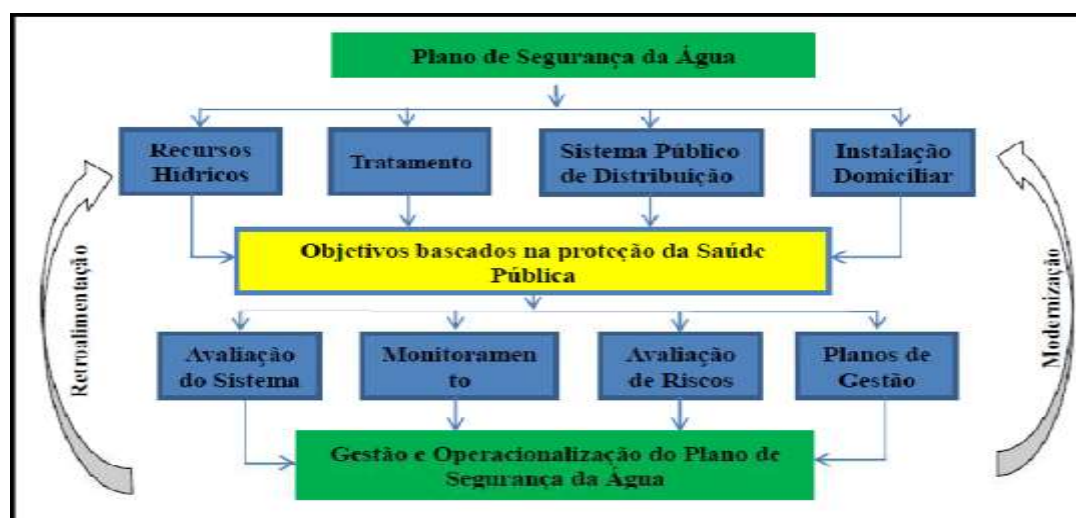 Plano de Segurança da Água
Recursos
Hídricos
Tratamento
Sistema Público
de Distribuição
Instalação
Domiciliar
Objetivos baseados na proteção da Saúde
Pública
Avaliação
do Sistema
Monitoramen
to
Avaliação
de Riscos
Planos de
Gestão
Gestão e Operacionalização do Plano de
Segurança da Água
Retroalimentação
Modernização